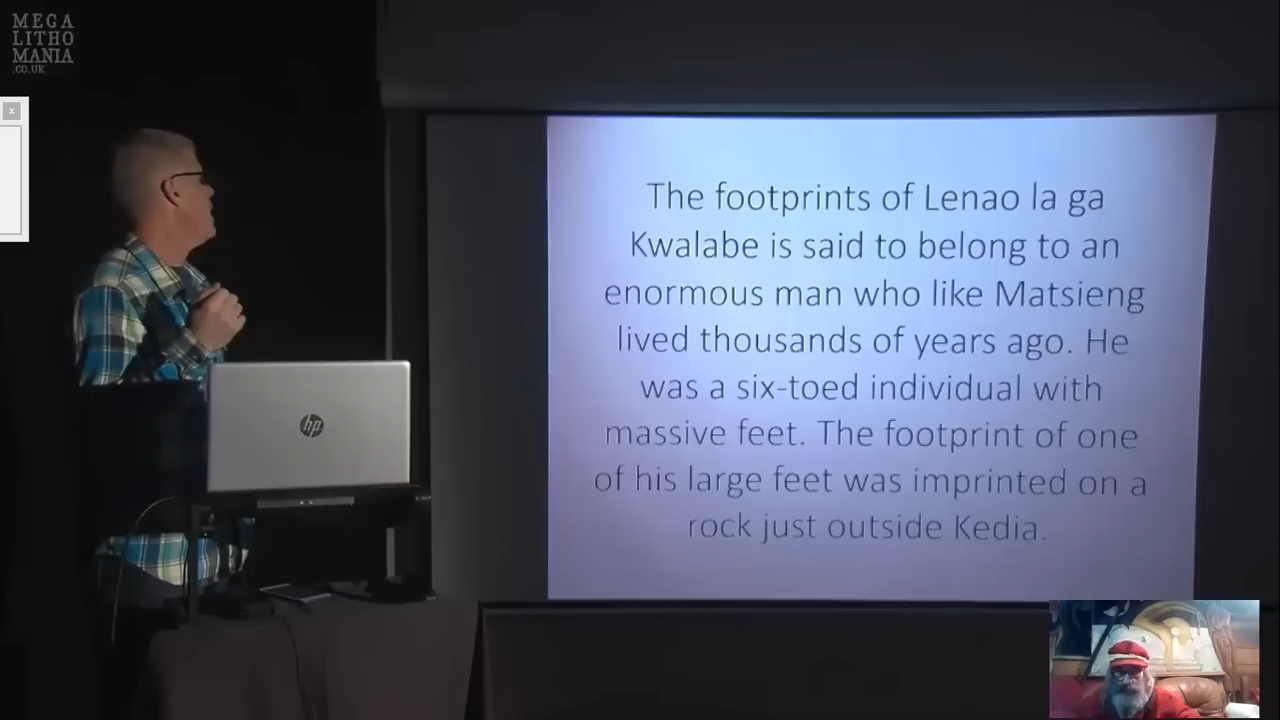 MEGA
LITHO
MANIA
.CO.UK
x
The footprints of Lenao la ga
Kwalabe is said to belong to an
enormous man who like Matsieng
lived thousands of years ago. He
was a six-toed individual with
massive feet. The footprint of one
of his large feet was imprinted on a
rock just outside Kedia.
hp